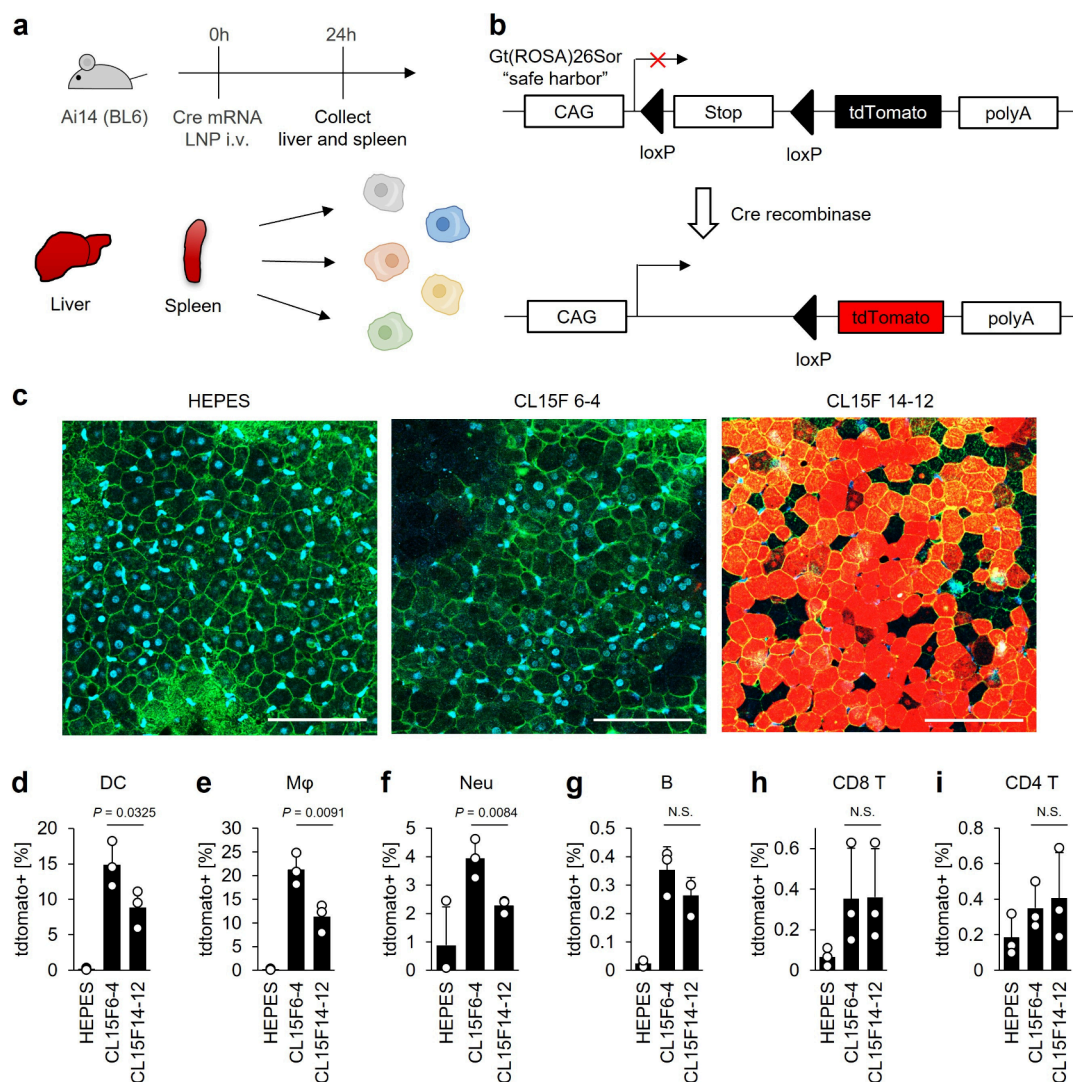 a
0h 24h
Ai14 (BL6)
Cre mRNA
LNP i.v.
Collect
liver and spleen
Liver
Spleen
b
Gt(ROSA)26Sor
“safe harbor”
CAG Stop tdTomato polyA
loxP
loxP
Cre recombinase
CAG tdTomato polyA
loxP
c
HEPES
CL15F 6-4
CL15F 14-12
d DC
P = 0.0325
tdtomato+ [%]
20
15
10
5
0
HEPES
CL15F6-4
CL15F14-12
e Mφ
P = 0.0091
tdtomato+ [%]
30
25
20
15
10
5
0
HEPES
CL15F6-4
CL15F14-12
f Neu
P = 0.0084
tdtomato+ [%]
5
4
3
2
1
0
HEPES
CL15F6-4
CL15F14-12
g B
N.S.
tdtomato+ [%]
0.5
0.4
0.3
0.2
0.1
0
HEPES
CL15F6-4
CL15F14-12
h CD8 T
N.S.
tdtomato+ [%]
0.6
0.4
0.2
0
HEPES
CL15F6-4
CL15F14-12
i CD4 T
N.S.
tdtomato+ [%]
0.8
0.6
0.4
0.2
0
HEPES
CL15F6-4
CL15F14-12